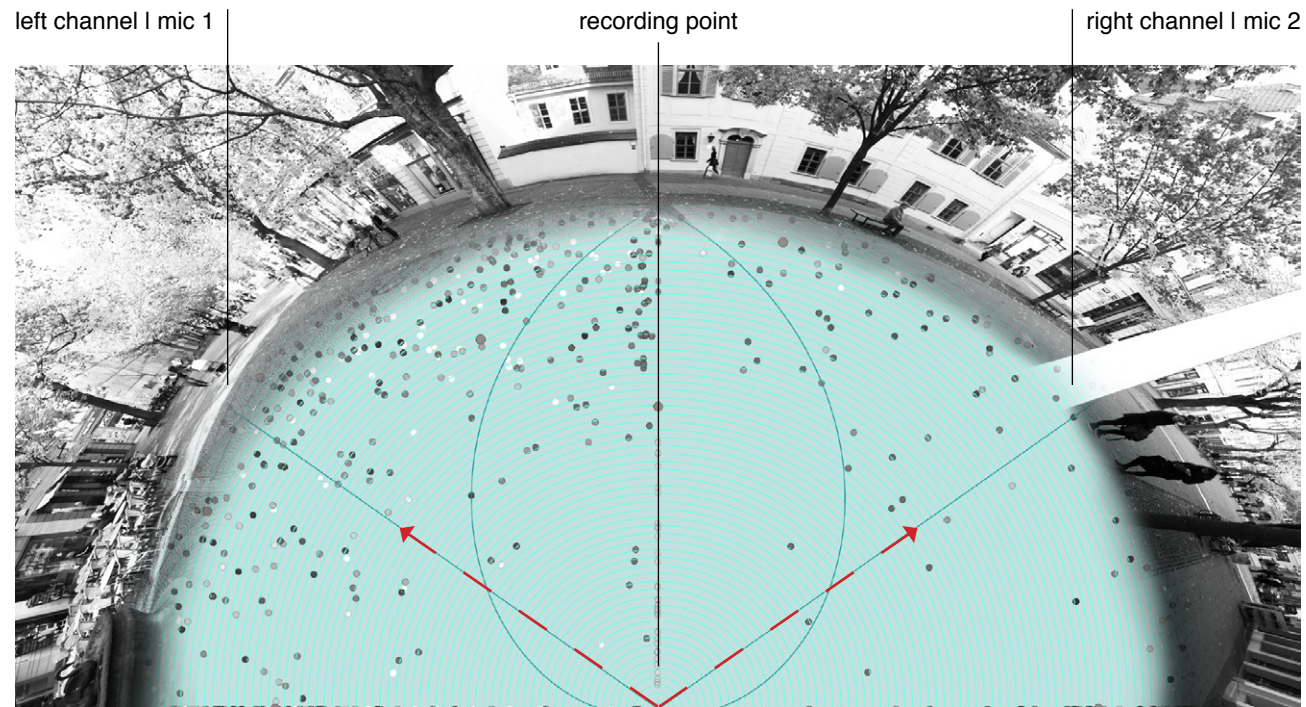 left channel l mic 1
recording point
right channel l mic 2